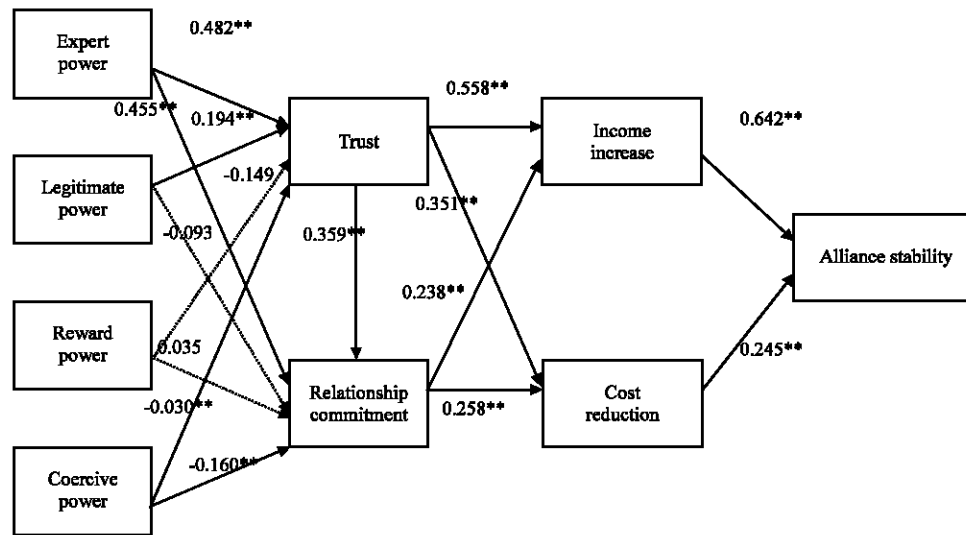 0.482**
Expert
power
0.455**
0.194**
0.558**
0.642**
Trust
Income
increase
-0.149
Legitimate
power
0.351**
-0.093
0.359**
Alliance stability
0.238**
Reward
power
0.035
0.245**
Relationship
commitment
Cost
reduction
-0.030**
0.258**
-0.160**
Coercive
power